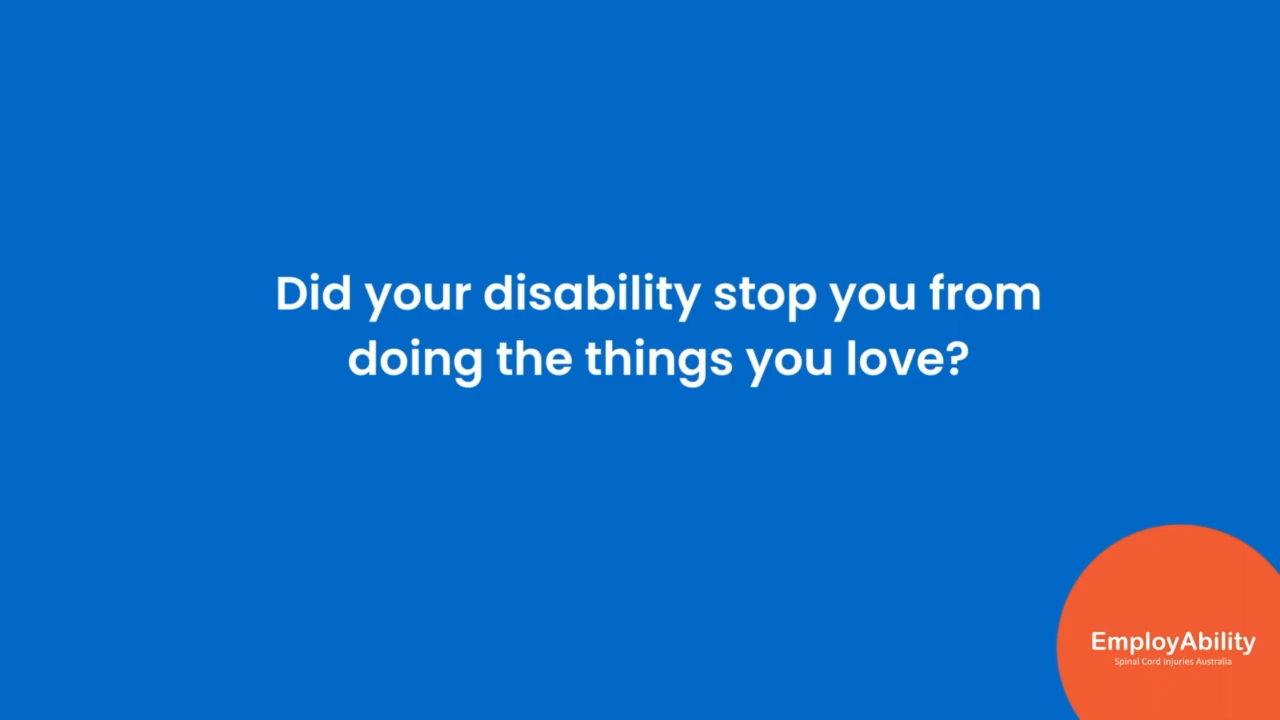 Did your disability stop you from
doing the things you love?
EmployAbility
Spinal Cord Injuries Australia